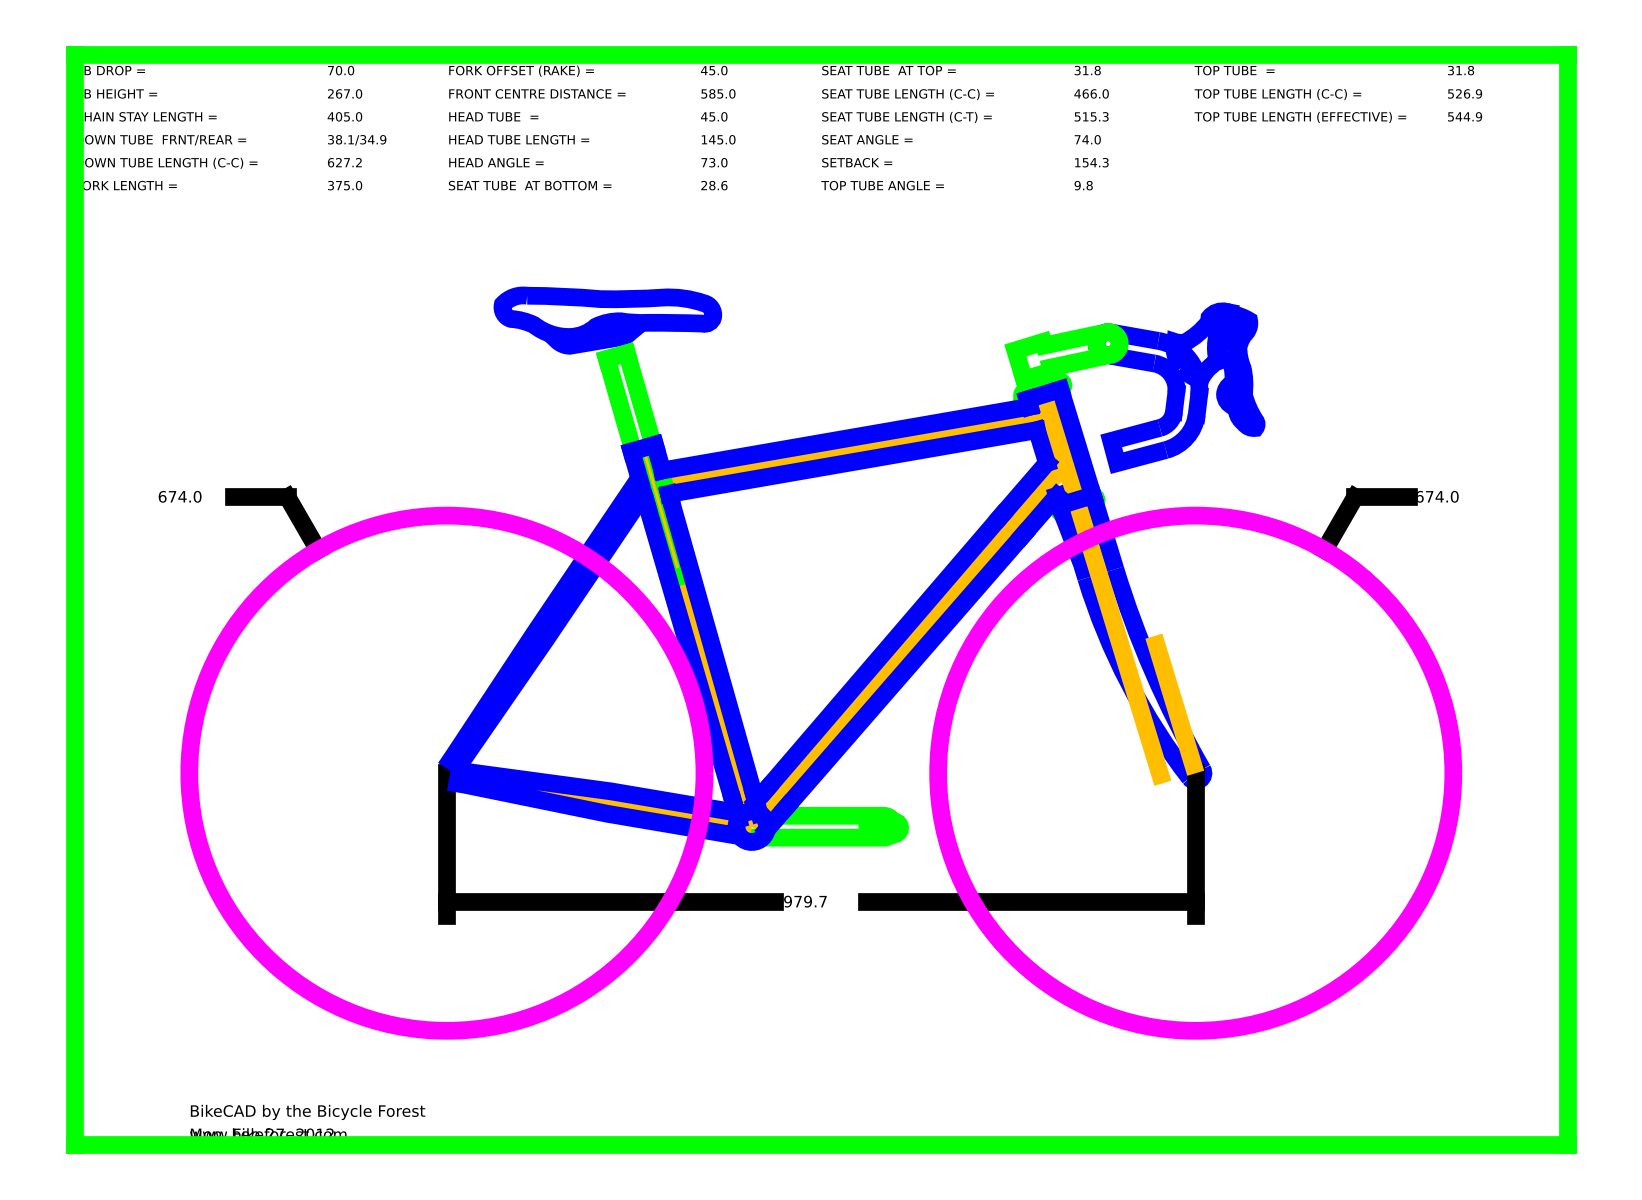 B DROP = 70.0 FORK OFFSET (RAKE) = 45.0 SEAT TUBE AT TOP = 31.8 TOP TUBE = 31.8
B HEIGHT = 267.0 FRONT CENTRE DISTANCE = 585.0 SEAT TUBE LENGTH (C-C) = 466.0 TOP TUBE LENGTH (C-C) = 526.9
HAIN STAY LENGTH = 405.0 HEAD TUBE = 45.0 SEAT TUBE LENGTH (C-T) = 515.3 TOP TUBE LENGTH (EFFECTIVE) = 544.9
OWN TUBE FRNT/REAR = 38.1/34.9 HEAD TUBE LENGTH = 145.0 SEAT ANGLE = 74.0
OWN TUBE LENGTH (C-C) = 627.2 HEAD ANGLE = 73.0 SETBACK = 154.3
ORK LENGTH = 375.0 SEAT TUBE AT BOTTOM = 28.6 TOP TUBE ANGLE = 9.8
674.0 674.0
979.7
BikeCAD by the Bicycle Forest